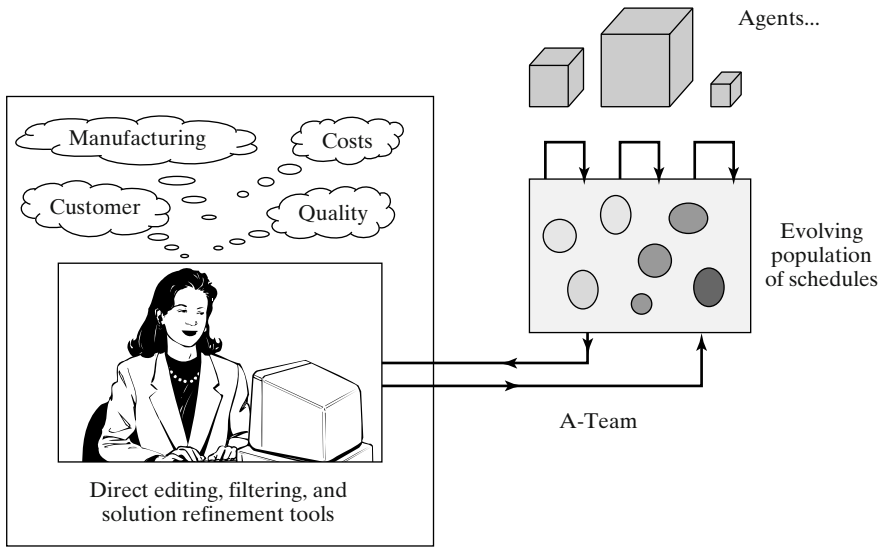 Agents...
Manufacturing
Costs
Customer
Quality
Evolving
population
of schedules
A-Team
Direct editing, filtering, and
solution refinement tools